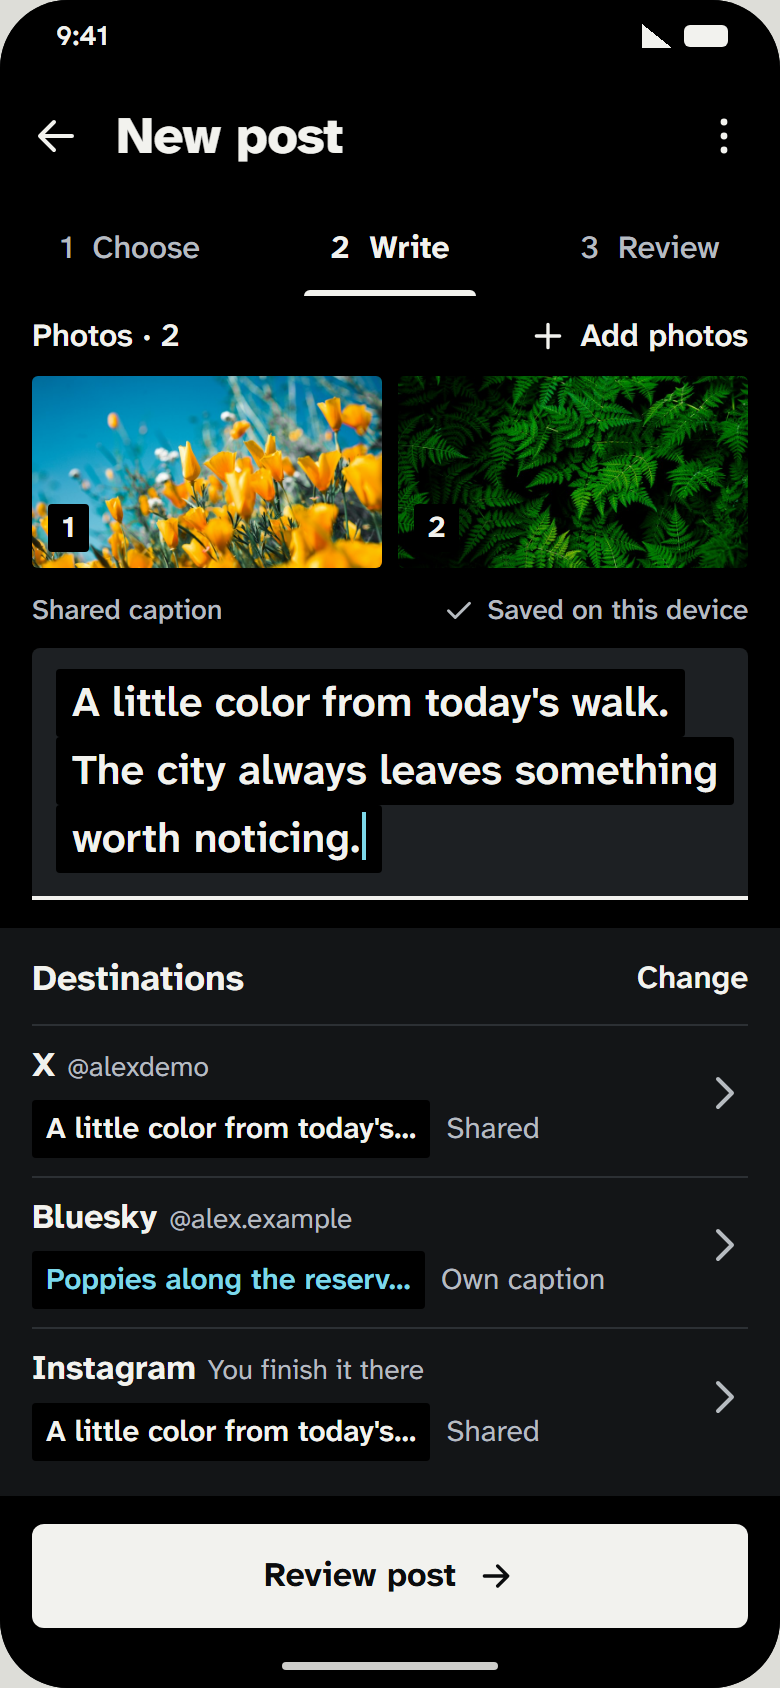 9:41
New post
1 Choose
2 Write
3 Review
Photos · 2
Add photos
1
2
Shared caption
Saved on this device
A little color from today's walk.
The city always leaves something
worth noticing.
Destinations
Change
X @alexdemo
A little color from today's... Shared
Bluesky @alex.example
Poppies along the reserv... Own caption
Instagram You finish it there
A little color from today's... Shared
Review post